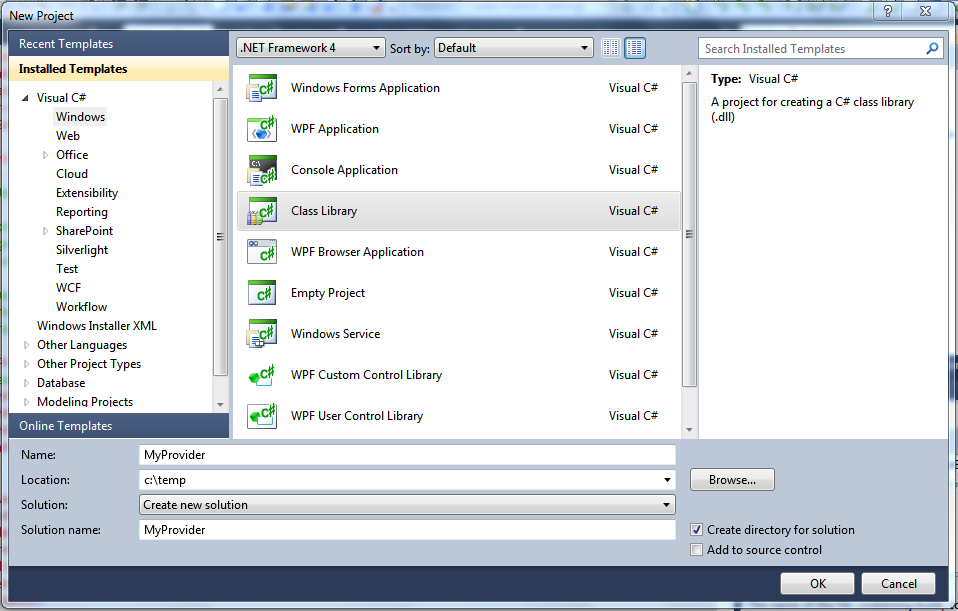 New Project
Recent Templates
Installed Templates
Visual C#
Windows
Web
Office
Cloud
Extensibility
Reporting
SharePoint
Silverlight
Test
WCF
Workflow
Windows Installer XML
Other Languages
Other Project Types
Database
Modeling Projects
Online Templates
.NET Framework 4 Sort by: Default
Windows Forms Application Visual C#
WPF Application Visual C#
Console Application Visual C#
Class Library Visual C#
WPF Browser Application Visual C#
Empty Project Visual C#
Windows Service Visual C#
WPF Custom Control Library Visual C#
WPF User Control Library Visual C#
Search Installed Templates
Type: Visual C#
A project for creating a C# class library
(.dll)
Name: MyProvider
Location: c:\temp Browse...
Solution: Create new solution
Solution name: MyProvider
Create directory for solution
Add to source control
OK Cancel